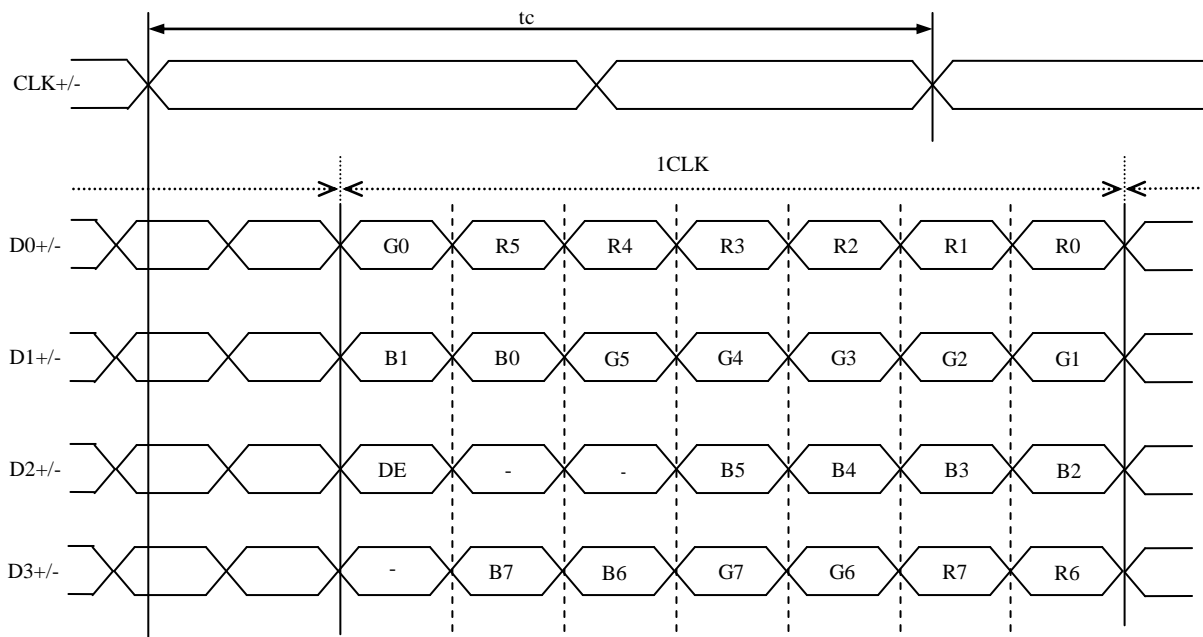 tc
CLK+/-
1CLK
D0+/- G0 R5 R4 R3 R2 R1 R0
D1+/- B1 B0 G5 G4 G3 G2 G1
D2+/- DE - - B5 B4 B3 B2
D3+/- - B7 B6 G7 G6 R7 R6